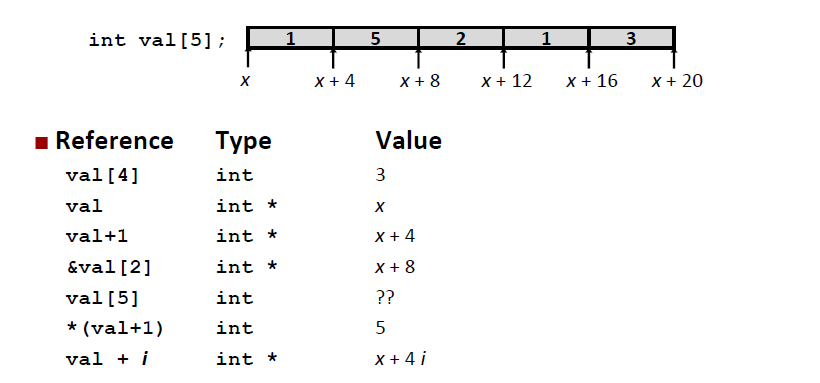 int val[5]; 1 5 2 1 3
x x + 4 x + 8 x + 12 x + 16 x + 20
Reference Type Value
val[4] int 3
val int * x
val+1 int * x + 4
&val[2] int * x + 8
val[5] int ??
*(val+1) int 5
val + i int * x + 4 i